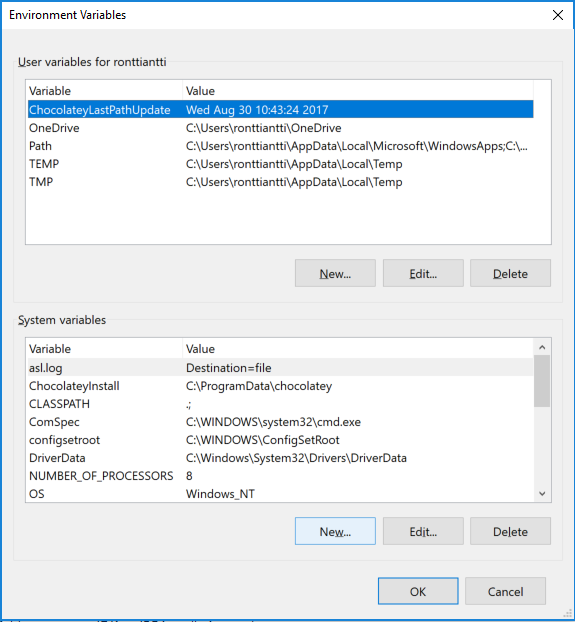 Environment Variables
User variables for ronttiantti
Variable Value
ChocolateyLastPathUpdate Wed Aug 30 10:43:24 2017
OneDrive C:\Users\ronttiantti\OneDrive
Path C:\Users\ronttiantti\AppData\Local\Microsoft\WindowsApps;C:\...
TEMP C:\Users\ronttiantti\AppData\Local\Temp
TMP C:\Users\ronttiantti\AppData\Local\Temp
New... Edit... Delete
System variables
Variable Value
asl.log Destination=file
ChocolateyInstall C:\ProgramData\chocolatey
CLASSPATH .;
ComSpec C:\WINDOWS\system32\cmd.exe
configsetroot C:\WINDOWS\ConfigSetRoot
DriverData C:\Windows\System32\Drivers\DriverData
NUMBER_OF_PROCESSORS 8
OS Windows_NT
New... Edit... Delete
OK Cancel